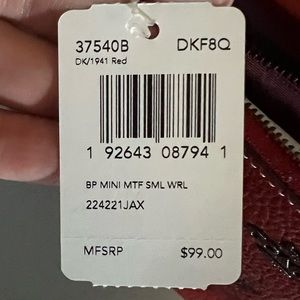 37540B DKF8Q
DK/1941 Red
1 92643 08794 1
BP MINI MTF SML WRL
224221JAX
MFSRP $99.00